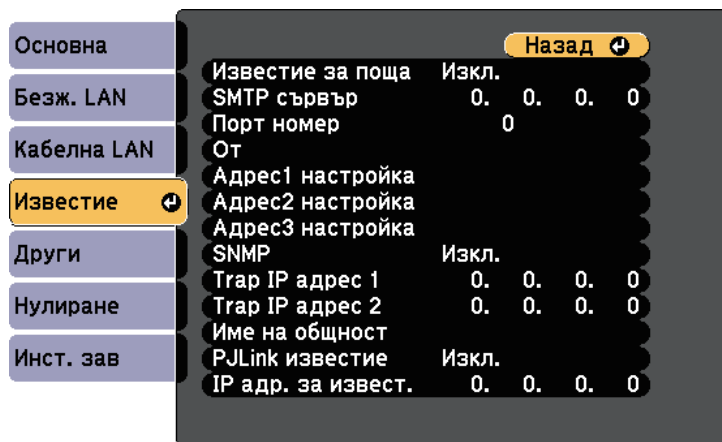 Основна
Безж. LAN
Кабелна LAN
Известие
Други
Нулиране
Инст. зав
Назад
Известие за поща Изкл.
SMTP сървър 0. 0. 0. 0
Порт номер 0
От
Адрес1 настройка
Адрес2 настройка
Адрес3 настройка
SNMP Изкл.
Trap IP адрес 1 0. 0. 0. 0
Trap IP адрес 2 0. 0. 0. 0
Име на общност
PJLink известие Изкл.
IP адр. за извест. 0. 0. 0. 0